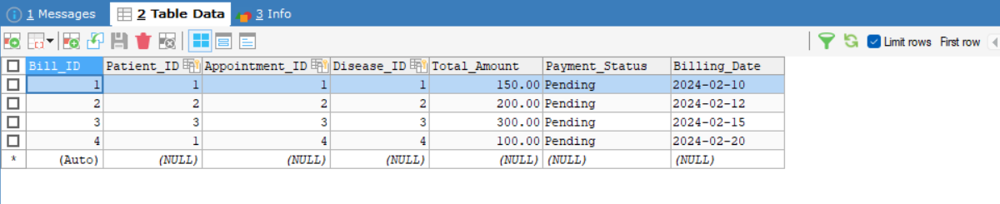 1 Messages 2 Table Data 3 Info
Limit rows First row
Bill_ID Patient_ID Appointment_ID Disease_ID Total_Amount Payment_Status Billing_Date
1 1 1 1 150.00 Pending 2024-02-10
2 2 2 2 200.00 Pending 2024-02-12
3 3 3 3 300.00 Pending 2024-02-15
4 1 4 4 100.00 Pending 2024-02-20
* (Auto) (NULL) (NULL) (NULL) (NULL) (NULL) (NULL)